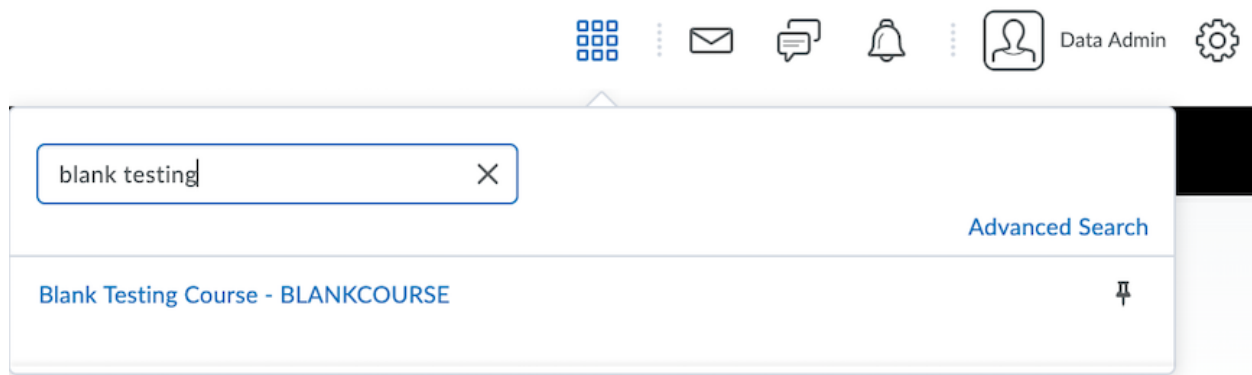 Data Admin
blank testing
Advanced Search
Blank Testing Course - BLANKCOURSE